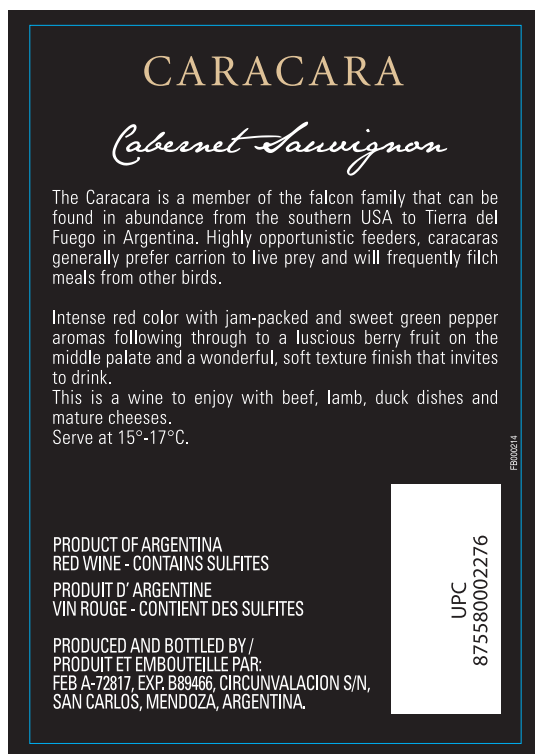 CARACARA
Cabernet Sauvignon
The Caracara is a member of the falcon family that can be
found in abundance from the southern USA to Tierra del
Fuego in Argentina. Highly opportunistic feeders, caracaras
generally prefer carrion to live prey and will frequently filch
meals from other birds.
Intense red color with jam-packed and sweet green pepper
aromas following through to a luscious berry fruit on the
middle palate and a wonderful, soft texture finish that invites
to drink.
This is a wine to enjoy with beef, lamb, duck dishes and
mature cheeses.
Serve at 15°-17°C.
FB000214
PRODUCT OF ARGENTINA
RED WINE - CONTAINS SULFITES
PRODUIT D' ARGENTINE
VIN ROUGE - CONTIENT DES SULFITES
PRODUCED AND BOTTLED BY /
PRODUIT ET EMBOUTEILLE PAR:
FEB A-72817, EXP. B89466, CIRCUNVALACION S/N,
SAN CARLOS, MENDOZA, ARGENTINA.
UPC
875580002276